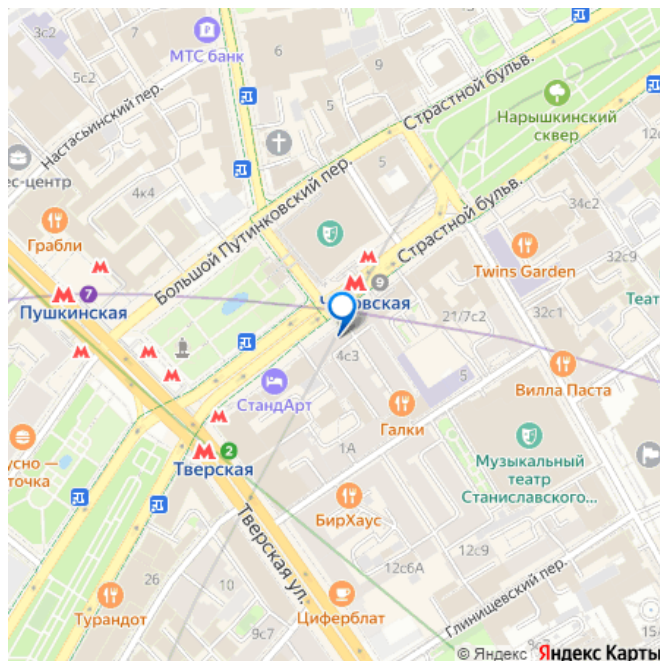 3с2
7
МТС банк
6
9
5с2
Страстной бульв.
Нарышкинский
сквер
Настасьинский пер.
5
34с2
ес-центр
4к4
Большой Путинковский пер.
Страстной бульв.
Грабли
Twins Garden
32с9
7
Пушкинская
9
21/7с2
32с1
4с3
5
Вилла Паста
СтандАрт
Галки
2
Тверская
1А
Музыкальный
театр
Станиславского...
усно —
точка
БирХаус
Тверская ул.
12с9
12с6А
26
10
Глинищевский пер.
Турандот
Циферблат
9с7
© Яндекс Яндекс Карты